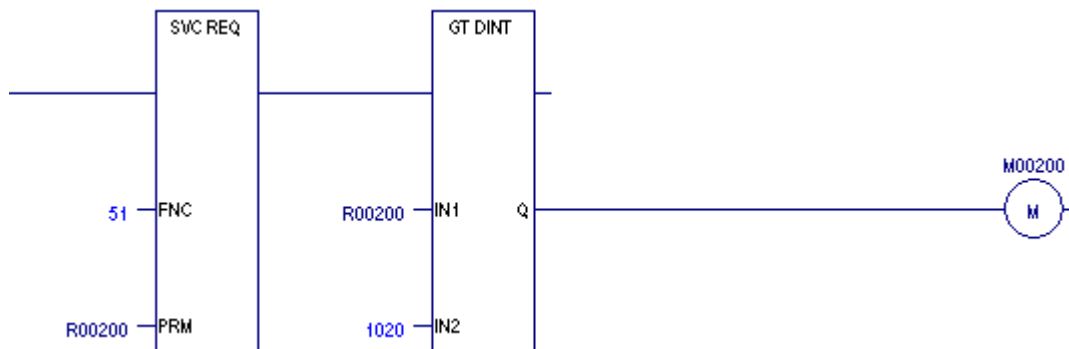 SVC REQ
GT DINT
M00200
M
51 FNC
R00200 IN1 Q
R00200 PRM
1020 IN2